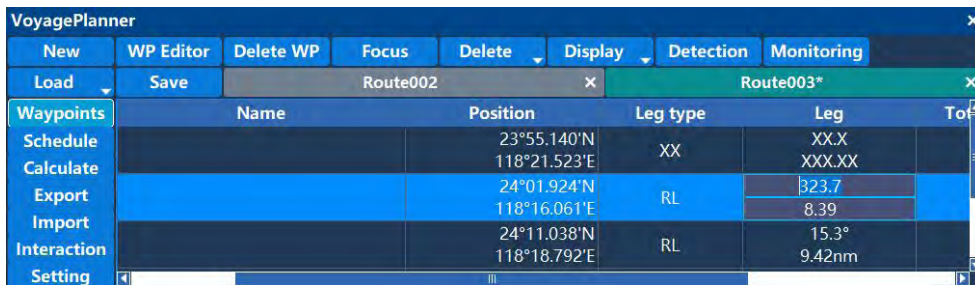 VoyagePlanner
New WP Editor Delete WP Focus Delete Display Detection Monitoring
Load Save Route002 × Route003* ×
Waypoints Name Position Leg type Leg Tot
Schedule
Calculate
Export
Import
Interaction
Setting
23°55.140'N
118°21.523'E
XX
XX.X
XXX.XX
24°01.924'N
118°16.061'E
RL
323.7
8.39
24°11.038'N
118°18.792'E
RL
15.3°
9.42nm